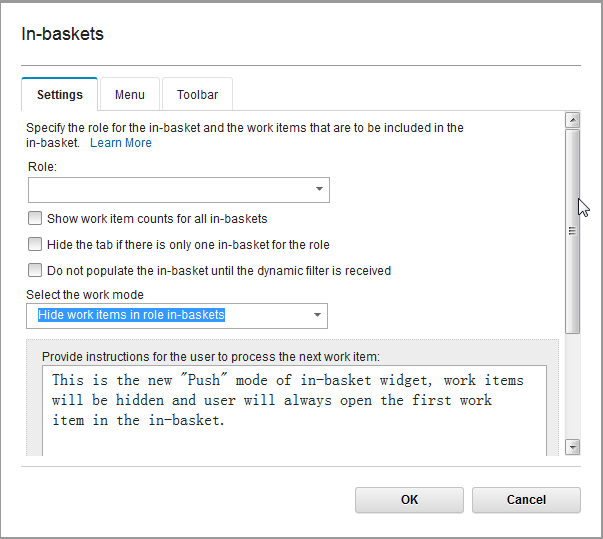 In-baskets
Settings
Menu
Toolbar
Specify the role for the in-basket and the work items that are to be included in the
in-basket. Learn More
Role:
Show work item counts for all in-baskets
Hide the tab if there is only one in-basket for the role
Do not populate the in-basket until the dynamic filter is received
Select the work mode
Hide work items in role in-baskets
Provide instructions for the user to process the next work item:
This is the new "Push" mode of in-basket widget, work items
will be hidden and user will always open the first work
item in the in-basket.
OK
Cancel